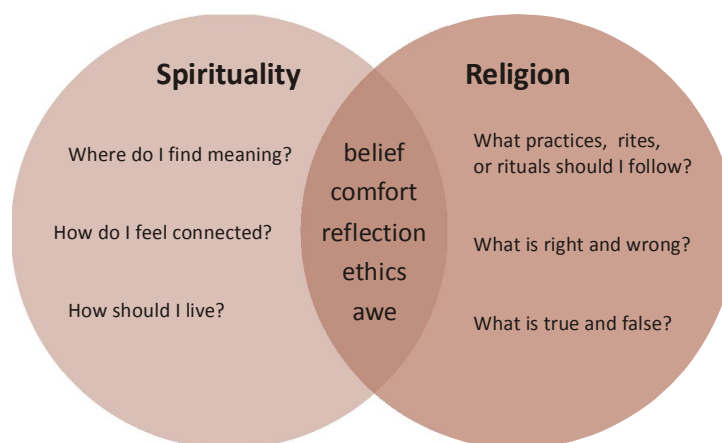 Spirituality
Religion
Where do I find meaning?
How do I feel connected?
How should I live?
belief
comfort
reflection
ethics
awe
What practices, rites,
or rituals should I follow?
What is right and wrong?
What is true and false?